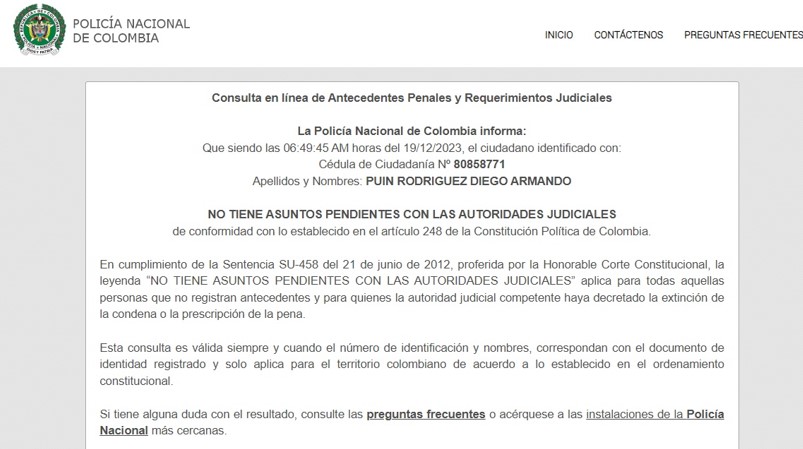 POLICÍA NACIONAL
DE COLOMBIA
INICIO CONTÁCTENOS PREGUNTAS FRECUENTES
Consulta en línea de Antecedentes Penales y Requerimientos Judiciales
La Policía Nacional de Colombia informa:
Que siendo las 06:49:45 AM horas del 19/12/2023, el ciudadano identificado con:
Cédula de Ciudadanía Nº 80858771
Apellidos y Nombres: PUIN RODRIGUEZ DIEGO ARMANDO
NO TIENE ASUNTOS PENDIENTES CON LAS AUTORIDADES JUDICIALES
de conformidad con lo establecido en el artículo 248 de la Constitución Política de Colombia.
En cumplimiento de la Sentencia SU-458 del 21 de junio de 2012, proferida por la Honorable Corte Constitucional, la
leyenda “NO TIENE ASUNTOS PENDIENTES CON LAS AUTORIDADES JUDICIALES” aplica para todas aquellas
personas que no registran antecedentes y para quienes la autoridad judicial competente haya decretado la extinción de
la condena o la prescripción de la pena.
Esta consulta es válida siempre y cuando el número de identificación y nombres, correspondan con el documento de
identidad registrado y solo aplica para el territorio colombiano de acuerdo a lo establecido en el ordenamiento
constitucional.
Si tiene alguna duda con el resultado, consulte las preguntas frecuentes o acérquese a las instalaciones de la Policía
Nacional más cercanas.